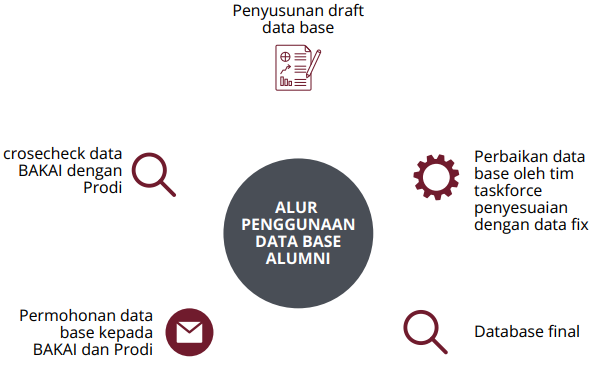 Penyusunan draft
data base
crosecheck data
BAKAI dengan
Prodi
ALUR
PENGGUNAAN
DATA BASE
ALUMNI
Perbaikan data
base oleh tim
taskforce
penyesuaian
dengan data fix
Permohonan data
base kepada
BAKAI dan Prodi
Database final